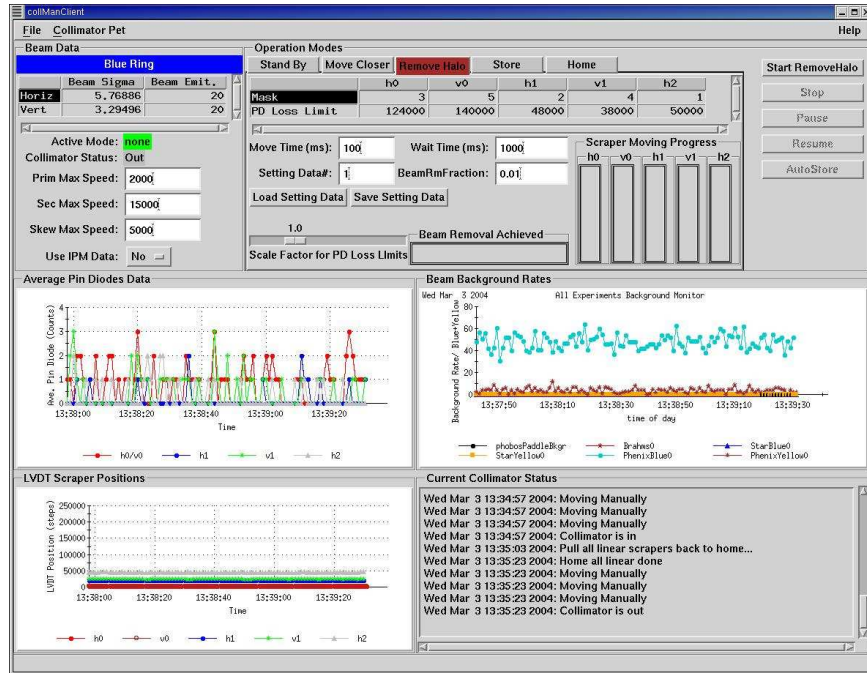 collManClient
File Collimator Pet Help
Beam Data
Blue Ring
Beam Sigma Beam Emit.
Horiz 5.76886 20
Vert 3.29496 20
Active Mode: none
Collimator Status: Out
Prim Max Speed: 2000
Sec Max Speed: 15000
Skew Max Speed: 5000
Use IPM Data: No
Operation Modes
Stand By Move Closer Remove Halo Store Home
h0 v0 h1 v1 h2
Mask 3 5 2 4 1
PD Loss Limit 124000 140000 48000 38000 50000
Move Time (ms): 100 Wait Time (ms): 1000
Setting Data#: 1 BeamRmFraction: 0.01
Load Setting Data Save Setting Data
1.0
Scale Factor for PD Loss LImits
Beam Removal Achieved
Scraper Moving Progress
h0 v0 h1 v1 h2
Start RemoveHalo
Stop
Pause
Resume
AutoStore
Average Pin Diodes Data
Ave. Pin Diode (Counts)
4
3
2
1
0
13:38:00 13:38:20 13:38:40 13:39:00 13:39:20
Time
h0/v0 h1 v1 h2
Beam Background Rates
Wed Mar 3 2004 All Experiments Background Monitor
Background Rate/ Blue+Yellow
80
60
40
20
0
13:37:50 13:38:10 13:38:30 13:38:50 13:39:10 13:39:30
time of day
phobosPaddleBkgr Brahms0 StarBlue0
StarYellow0 PhenixBlue0 PhenixYellow0
LVDT Scraper Positions
LVDT Position (steps)
250000
200000
150000
100000
50000
0
13:38:00 13:38:20 13:38:40 13:39:00 13:39:20
Time
h0 v0 h1 v1 h2
Current Collimator Status
Wed Mar 3 13:34:57 2004: Moving Manually
Wed Mar 3 13:34:57 2004: Moving Manually
Wed Mar 3 13:34:57 2004: Moving Manually
Wed Mar 3 13:34:57 2004: Collimator is in
Wed Mar 3 13:35:03 2004: Pull all linear scrapers back to home...
Wed Mar 3 13:35:23 2004: Home all linear done
Wed Mar 3 13:35:23 2004: Moving Manually
Wed Mar 3 13:35:23 2004: Moving Manually
Wed Mar 3 13:35:23 2004: Moving Manually
Wed Mar 3 13:35:23 2004: Collimator is out